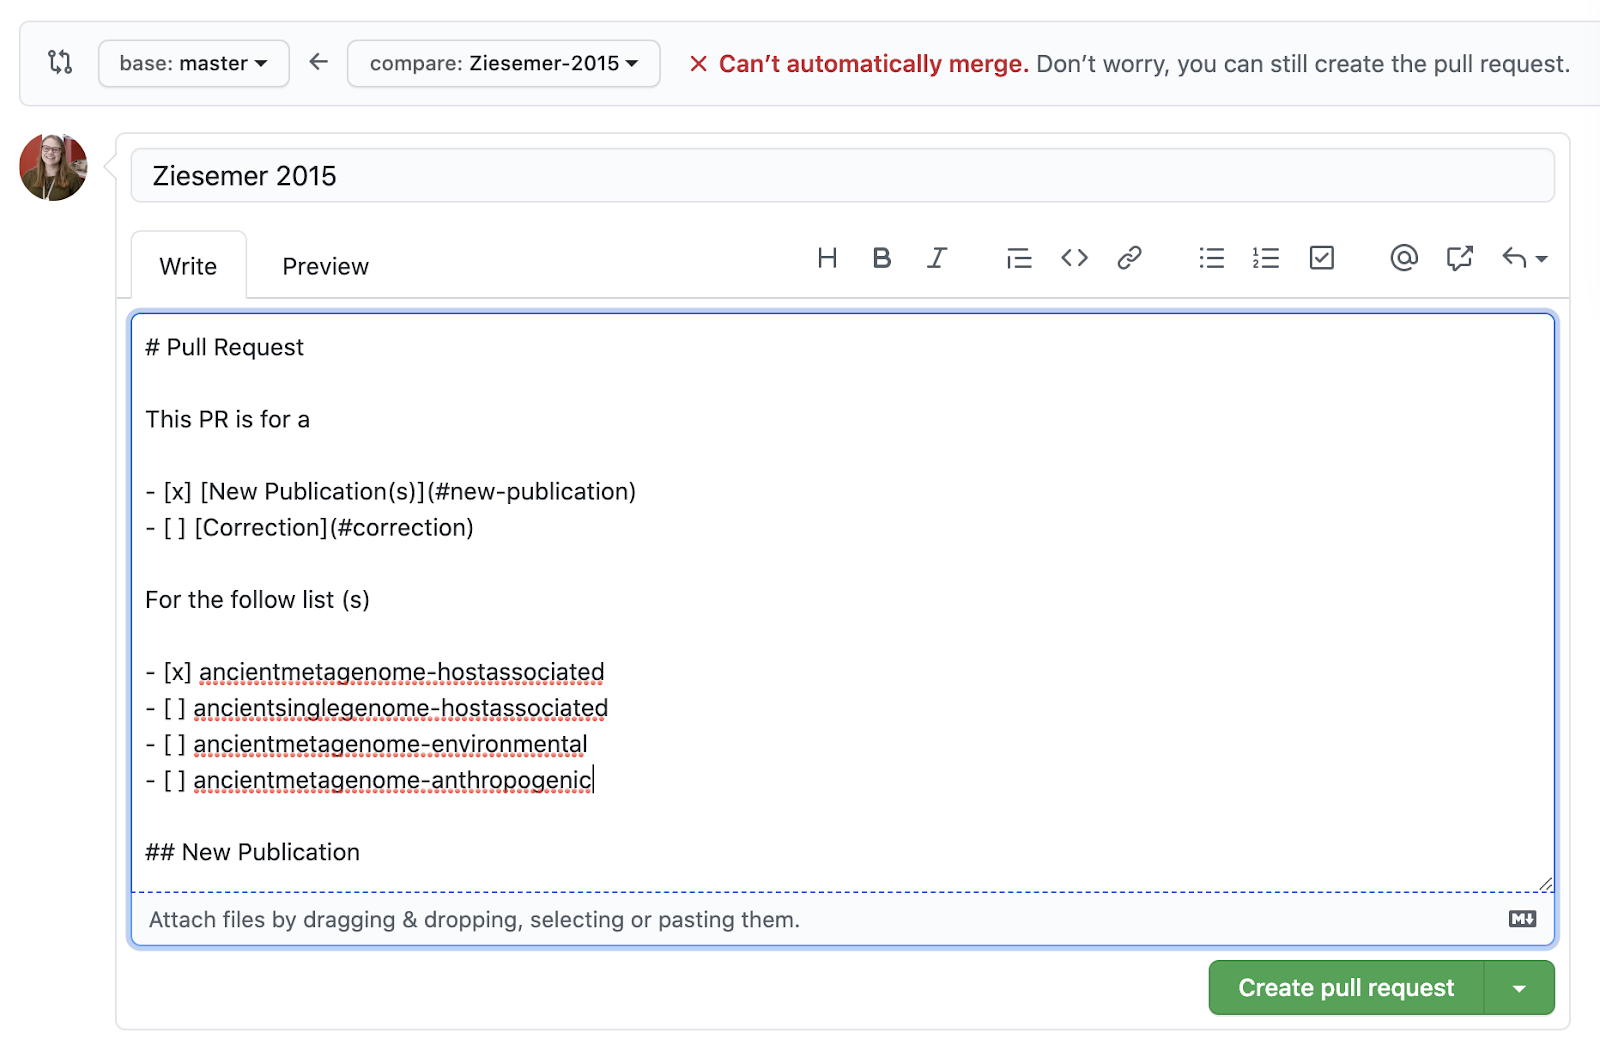 base: master
compare: Ziesemer-2015
Can’t automatically merge. Don’t worry, you can still create the pull request.
Ziesemer 2015
Write
Preview
# Pull Request
This PR is for a
- [x] [New Publication(s)](#new-publication)
- [ ] [Correction](#correction)
For the follow list (s)
- [x] ancientmetagenome-hostassociated
- [ ] ancientsinglegenome-hostassociated
- [ ] ancientmetagenome-environmental
- [ ] ancientmetagenome-anthropogenic
## New Publication
Attach files by dragging & dropping, selecting or pasting them.
Create pull request